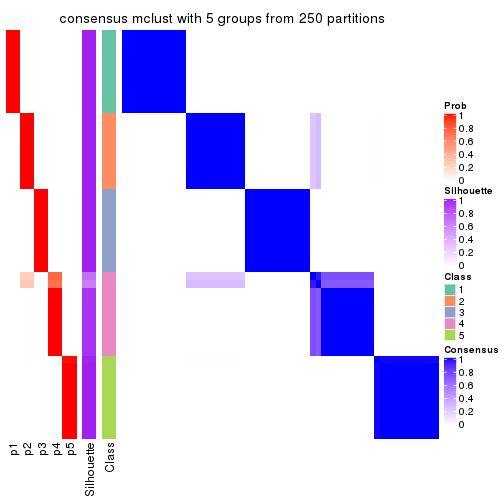 consensus mclust with 5 groups from 250 partitions
Prob
1
0.8
0.6
0.4
0.2
0
Silhouette
1
0.8
0.6
0.4
0.2
0
Class
1
2
3
4
5
Consensus
1
0.8
0.6
0.4
0.2
0
p1
p2
p3
p4
p5
Silhouette
Class